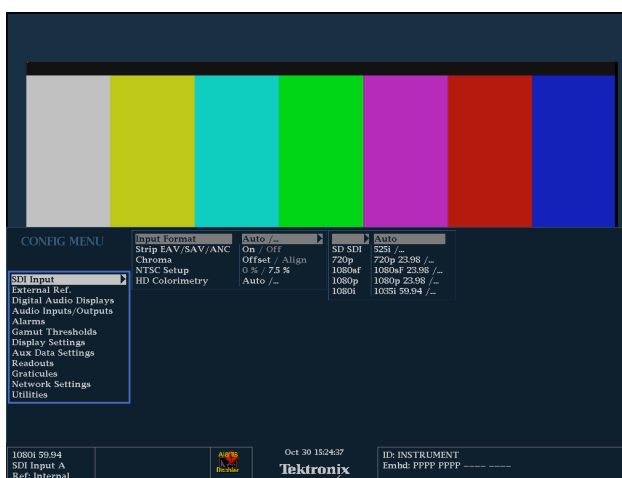 CONFIG MENU
SDI Input
External Ref.
Digital Audio Displays
Audio Inputs/Outputs
Alarms
Gamut Thresholds
Display Settings
Aux Data Settings
Readouts
Graticules
Network Settings
Utilities
Input Format Auto /...
Strip EAV/SAV/ANC On / Off
Chroma Offset / Align
NTSC Setup 0 % / 7.5 %
HD Colorimetry Auto /...
Auto
SD SDI 525i /...
720p 720p 23.98 /...
1080sf 1080sF 23.98 /...
1080p 1080p 23.98 /...
1080i 1035i 59.94 /...
1080i 59.94
SDI Input A
Ref: Internal
Alarms
Disabled
Oct 30 15:24:37
Tektronix
ID: INSTRUMENT
Embd: PPPP PPPP ---- ----